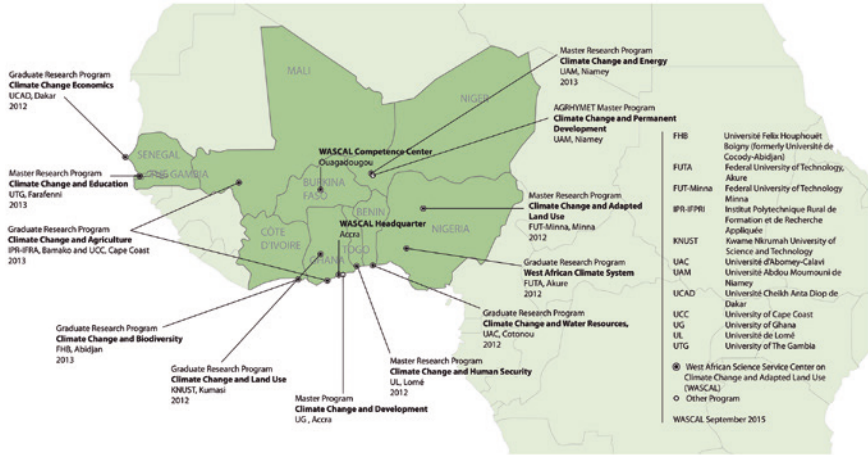 Graduate Research Program
Climate Change Economics
UCAD, Dakar
2012
Master Research Program
Climate Change and Education
UTG, Farafenni
2013
Graduate Research Program
Climate Change and Agriculture
IPR-IFRA, Bamako and UCC, Cape Coast
2013
Graduate Research Program
Climate Change and Biodiversity
FHB, Abidjan
2013
Graduate Research Program
Climate Change and Land Use
KNUST, Kumasi
2012
Master Program
Climate Change and Development
UG , Accra
Master Research Program
Climate Change and Human Security
UL, Lomé
2012
Graduate Research Program
Climate Change and Water Resources,
UAC, Cotonou
2012
Graduate Research Program
West African Climate System
FUTA, Akure
2012
Master Research Program
Climate Change and Adapted
Land Use
FUT-Minna, Minna
2012
AGRHYMET Master Program
Climate Change and Permanent
Development
UAM, Niamey
Master Research Program
Climate Change and Energy
UAM, Niamey
2013
MALI
NIGER
SENEGAL
THE GAMBIA
WASCAL Competence Center
Ouagadougou
BURKINA
FASO
BENIN
WASCAL Headquarter
Accra
CÔTE
D'IVOIRE
GHANA
TOGO
NIGERIA
FHB Université Felix Houphouët
Boigny (formerly Université de
Cocody-Abidjan)
FUTA Federal University of Technology,
Akure
FUT-Minna Federal University of Technology
Minna
IPR-IFPRI Institut Polytechnique Rural de
Formation et de Recherche
Appliquée
KNUST Kwame Nkrumah University of
Science and Technology
UAC Université d'Abomey-Calavi
UAM Université Abdou Moumouni de
Niamey
UCAD Université Cheikh Anta Diop de
Dakar
UCC University of Cape Coast
UG University of Ghana
UL Université de Lomé
UTG University of The Gambia
West African Science Service Center on
Climate Change and Adapted Land Use
(WASCAL)
Other Program
WASCAL September 2015